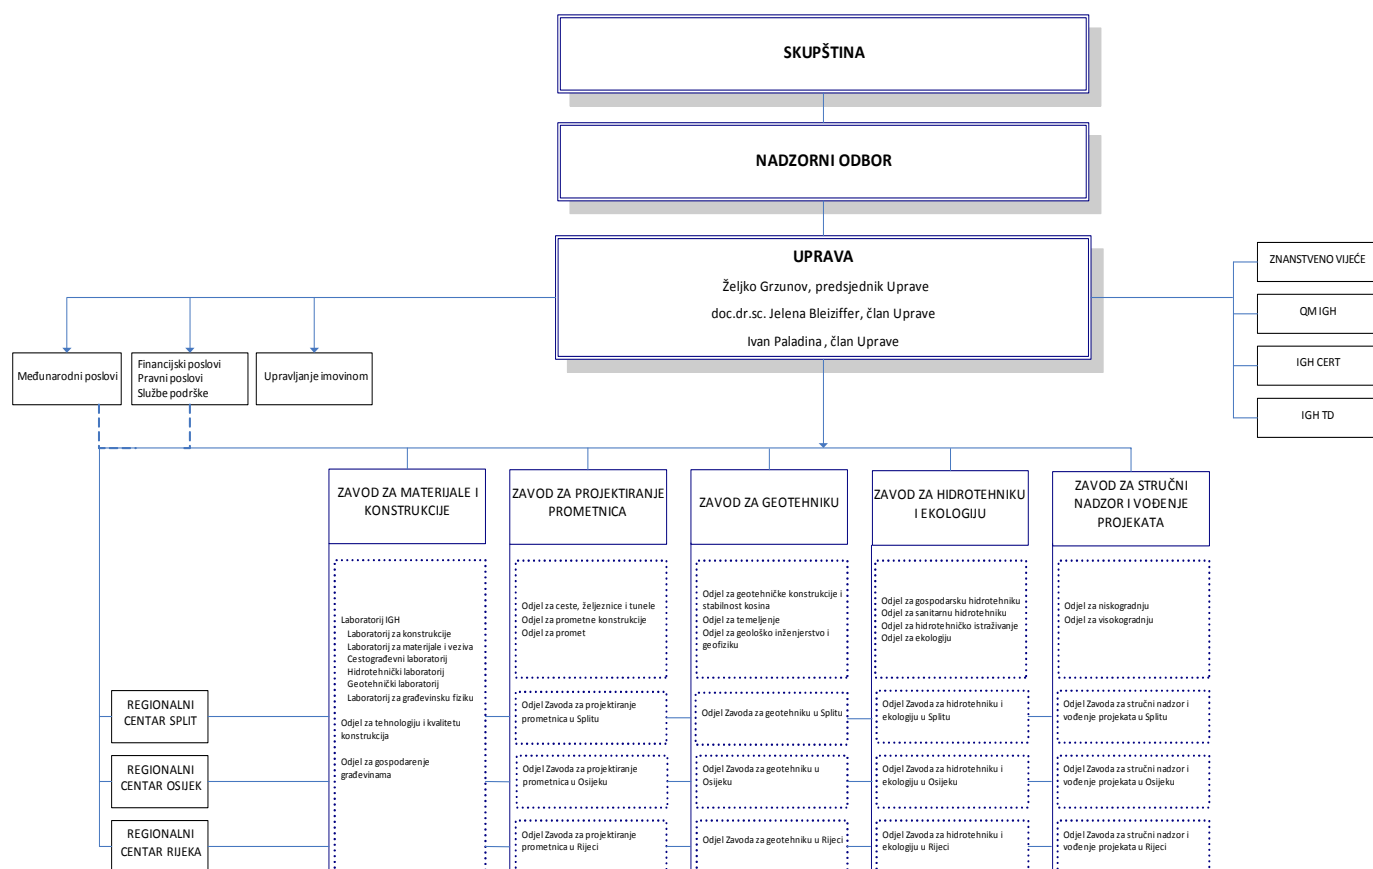 SKUPŠTINA
NADZORNI ODBOR
UPRAVA
Željko Grzunov, predsjednik Uprave
doc.dr.sc. Jelena Bleiziffer, član Uprave
Ivan Paladina , član Uprave
ZNANSTVENO VIJEĆE
QM IGH
IGH CERT
IGH TD
Međunarodni poslovi
Financijski poslovi
Pravni poslovi
Službe podrške
Upravljanje imovinom
ZAVOD ZA MATERIJALE I
KONSTRUKCIJE
ZAVOD ZA PROJEKTIRANJE
PROMETNICA
ZAVOD ZA GEOTEHNIKU
ZAVOD ZA HIDROTEHNIKU
I EKOLOGIJU
ZAVOD ZA STRUČNI
NADZOR I VOĐENJE
PROJEKATA
Laboratorij IGH
Laboratorij za konstrukcije
Laboratorij za materijale i veziva
Cestograđevni laboratorij
Hidrotehnički laboratorij
Geotehnički laboratorij
Laboratorij za građevinsku fiziku
Odjel za tehnologiju i kvalitetu
konstrukcija
Odjel za gospodarenje
građevinama
Odjel za ceste, željeznice i tunele
Odjel za prometne konstrukcije
Odjel za promet
Odjel za geotehničke konstrukcije i
stabilnost kosina
Odjel za temeljenje
Odjel za geološko inženjerstvo i
geofiziku
Odjel za gospodarsku hidrotehniku
Odjel za sanitarnu hidrotehniku
Odjel za hidrotehničko istraživanje
Odjel za ekologiju
Odjel za niskogradnju
Odjel za visokogradnju
REGIONALNI
CENTAR SPLIT
Odjel Zavoda za projektiranje
prometnica u Splitu
Odjel Zavoda za geotehniku u Splitu
Odjel Zavoda za hidrotehniku i
ekologiju u Splitu
Odjel Zavoda za stručni nadzor i
vođenje projekata u Splitu
REGIONALNI
CENTAR OSIJEK
Odjel Zavoda za projektiranje
prometnica u Osijeku
Odjel Zavoda za geotehniku u
Osijeku
Odjel Zavoda za hidrotehniku i
ekologiju u Osijeku
Odjel Zavoda za stručni nadzor i
vođenje projekata u Osijeku
REGIONALNI
CENTAR RIJEKA
Odjel Zavoda za projektiranje
prometnica u Rijeci
Odjel Zavoda za geotehniku u Rijeci
Odjel Zavoda za hidrotehniku i
ekologiju u Rijeci
Odjel Zavoda za stručni nadzor i
vođenje projekata u Rijeci